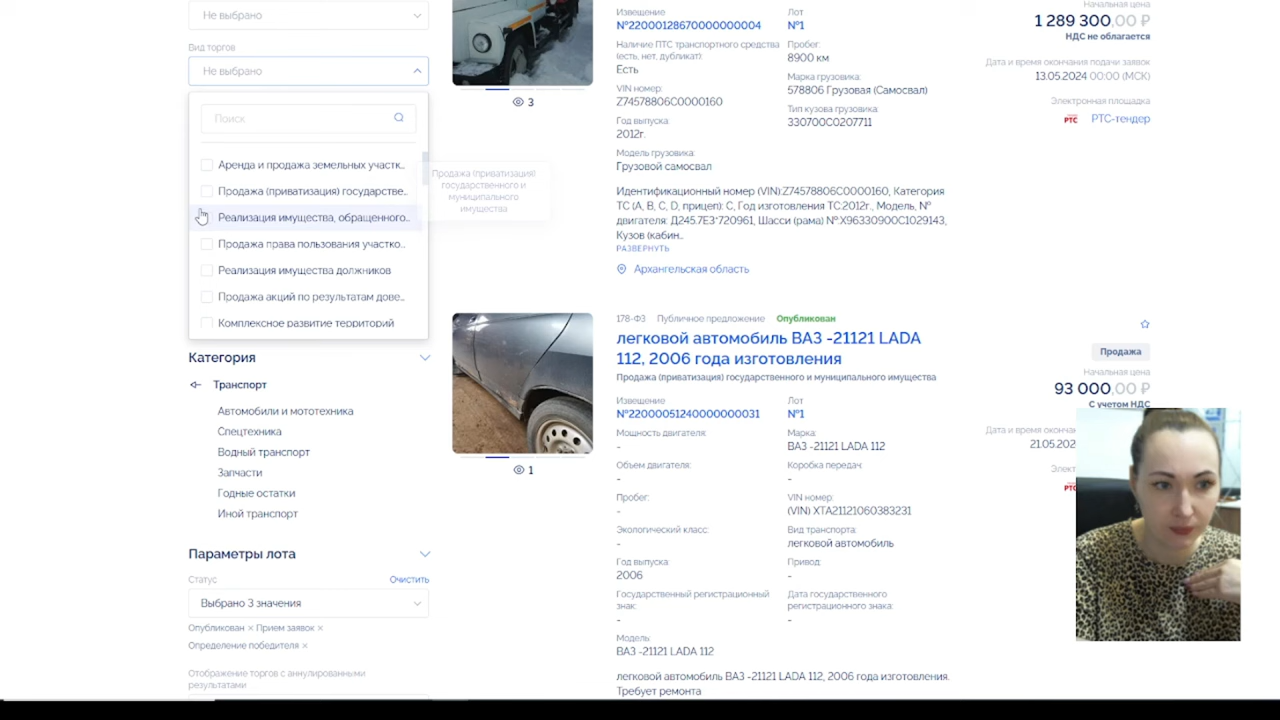 Не выбрано
Вид торгов
Не выбрано
Поиск
Аренда и продажа земельных участк..
Продажа (приватизация) государстве..
Реализация имущества, обращенного..
Продажа права пользования участко..
Реализация имущества должников
Продажа акций по результатам дове..
Комплексное развитие территорий
Продажа (приватизация)
государственного и
муниципального
имущества
Категория
Транспорт
Автомобили и мототехника
Спецтехника
Водный транспорт
Запчасти
Годные остатки
Иной транспорт
Параметры лота
Статус
Очистить
Выбрано 3 значения
Опубликован × Прием заявок ×
Определение победителя ×
Отображение торгов с аннулированными
результатами
3
Извещение
№22000128670000000004
Лот
№1
Наличие ПТС транспортного средства
(есть, нет, дубликат):
Есть
Пробег:
8900 км
VIN номер:
Z74578806C0000160
Марка грузовика:
578806 Грузовая (Самосвал)
Год выпуска:
2012г.
Тип кузова грузовика:
330700C0207711
Модель грузовика:
Грузовой самосвал
Идентификационный номер (VIN):Z74578806C0000160, Категория
ТС (А, В, С, D, прицеп): С, Год изготовления ТС:2012г., Модель, №
двигателя: Д245.7Е3*720961, Шасси (рама) №:X96330900C1029143,
Кузов (кабин..
РАЗВЕРНУТЬ
Архангельская область
Начальная цена
1 289 300,00 ₽
НДС не облагается
Дата и время окончания подачи заявок
13.05.2024 00:00 (МСК)
Электронная площадка
РТС
РТС-тендер
1
178-ФЗ Публичное предложение Опубликован
легковой автомобиль ВАЗ -21121 LADA
112, 2006 года изготовления
Продажа (приватизация) государственного и муниципального имущества
Извещение
№22000051240000000031
Лот
№1
Мощность двигателя:
-
Марка:
ВАЗ -21121 LADA 112
Объем двигателя:
-
Коробка передач:
-
Пробег:
-
VIN номер:
(VIN) XTA21121060383231
Экологический класс:
-
Вид транспорта:
легковой автомобиль
Год выпуска:
2006
Привод:
-
Государственный регистрационный
знак:
-
Дата государственного
регистрационного знака:
-
Модель:
ВАЗ -21121 LADA 112
легковой автомобиль ВАЗ -21121 LADA 112, 2006 года изготовления.
Требует ремонта
Продажа
Начальная цена
93 000,00 ₽
С учетом НДС
Дата и время окончан
21.05.202
Элект
РТС